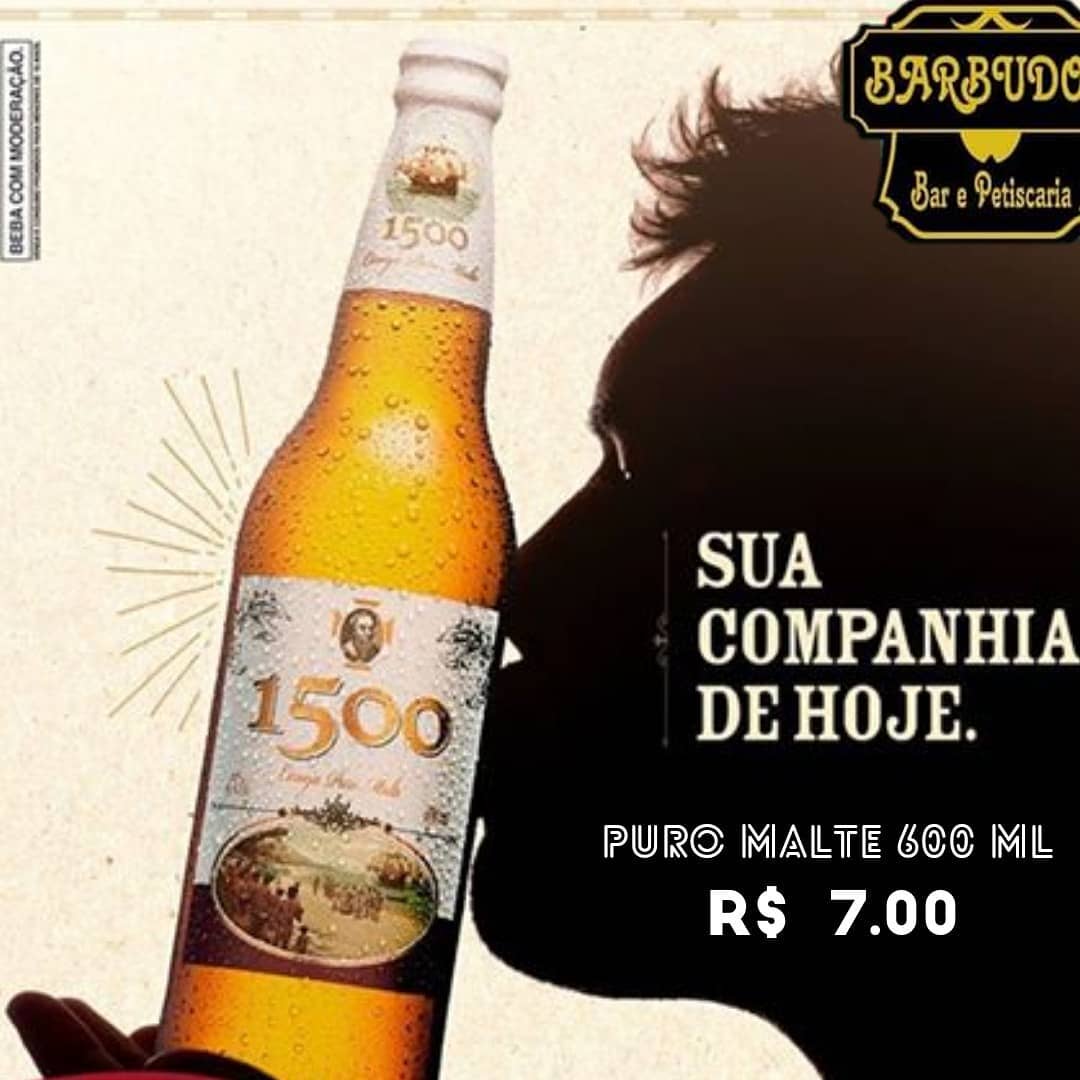 BEBA COM MODERAÇÃO.
BARBUDO
Bar e Petiscaria
1500
1500
SUA
COMPANHIA
DE HOJE.
PURO MALTE 600 ML
R$ 7.00